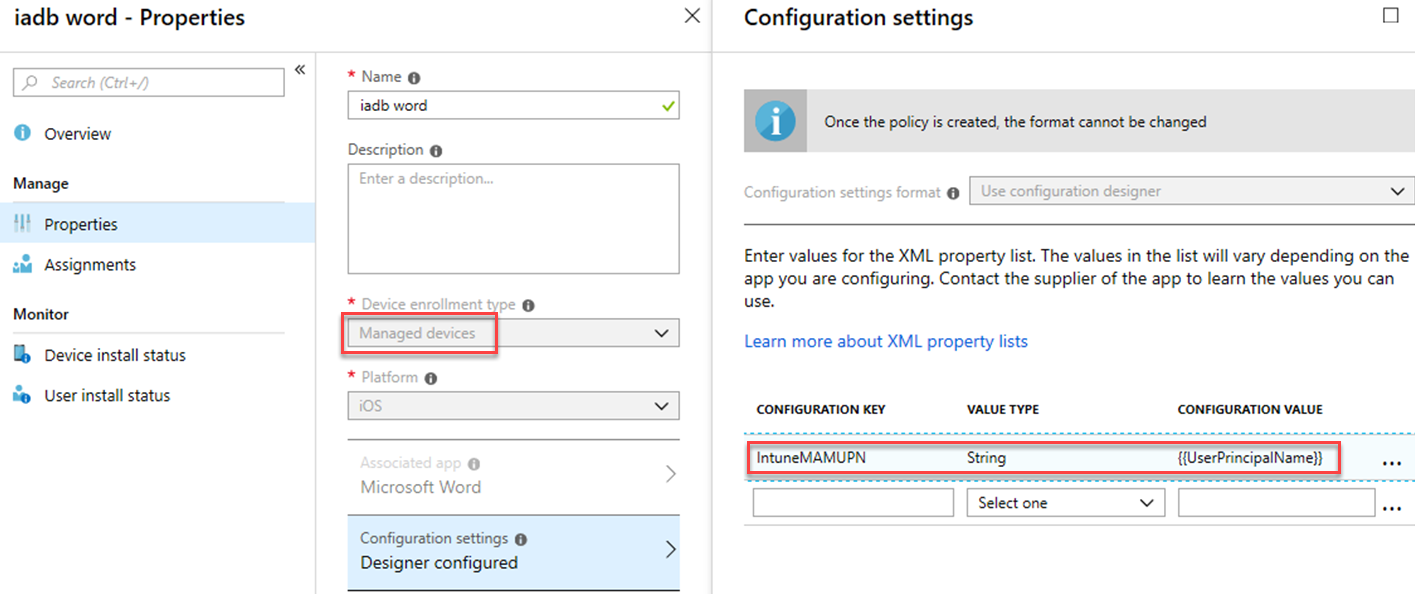 iadb word - Properties
Search (Ctrl+/)
Overview
Manage
Properties
Assignments
Monitor
Device install status
User install status
* Name
iadb word
Description
Enter a description...
* Device enrollment type
Managed devices
* Platform
iOS
Associated app
Microsoft Word
Configuration settings
Designer configured
Configuration settings
Once the policy is created, the format cannot be changed
Configuration settings format
Use configuration designer
Enter values for the XML property list. The values in the list will vary depending on the
app you are configuring. Contact the supplier of the app to learn the values you can
use.
Learn more about XML property lists
CONFIGURATION KEY VALUE TYPE CONFIGURATION VALUE
IntuneMAMUPN String {{UserPrincipalName}} ...
Select one ...